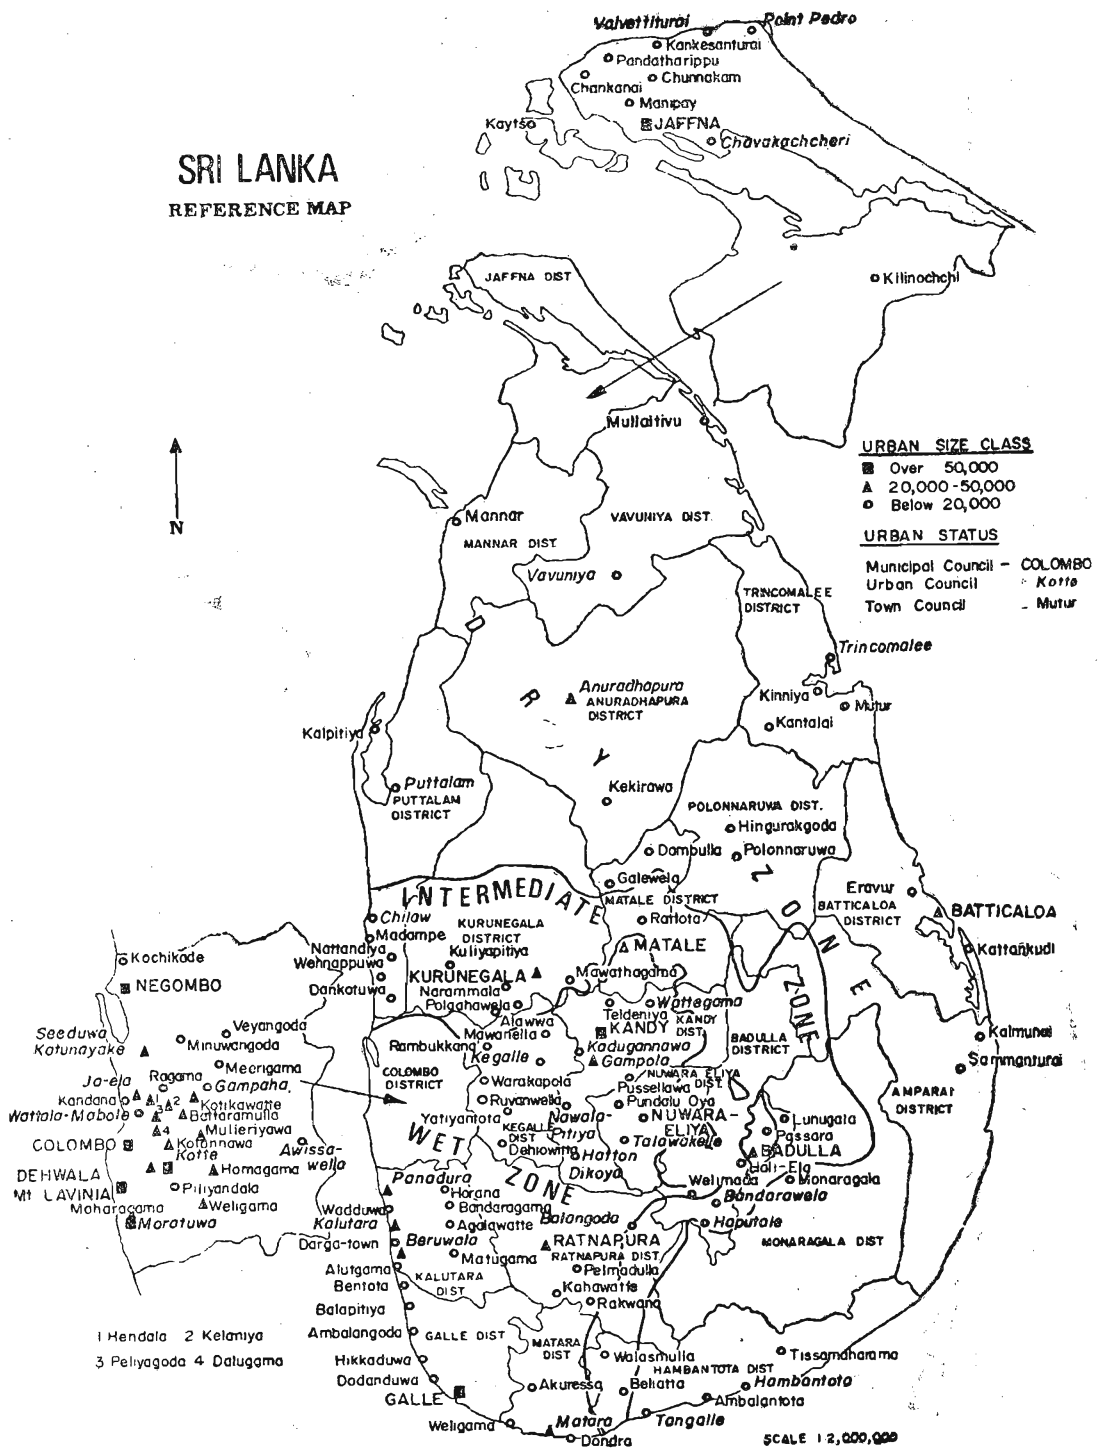 Valvettiturai
Point Pedro
Kankesanturai
Pandatharippu
Chankanai
Chunnakam
Manipay
Kayts
JAFFNA
Chavakachcheri
SRI LANKA
REFERENCE MAP
Kilinochchi
JAFFNA DIST
Mullaitivu
URBAN SIZE CLASS
Over 50,000
20,000-50,000
Below 20,000
URBAN STATUS
Municipal Council - COLOMBO
Urban Council - Kotte
Town Council - Mutur
N
Mannar
MANNAR DIST.
VAVUNIYA DIST.
Vavuniya
TRINCOMALEE
DISTRICT
Trincomalee
Kinniya
Mutur
Kantalai
DRY
Anuradhapura
ANURADHAPURA
DISTRICT
Kalpitiya
Puttalam
PUTTALAM
DISTRICT
Kekirawa
POLONNARUWA DIST.
Hingurakgoda
Dambulla
Polonnaruwa
ZONE
Galewela
MATALE DISTRICT
Rattota
Eravur
BATTICALOA
DISTRICT
BATTICALOA
Kattankudi
INTERMEDIATE
ZONE
Chilaw
Madampe
KURUNEGALA
DISTRICT
Nattandiya
Kuliyapitiya
Wennappuwa
KURUNEGALA
MATALE
Mawathagama
Dankotuwa
Narammala
Polgahawela
Alawwa
Wattegama
Teldeniya
KANDY
KANDY
DIST.
Kochikade
NEGOMBO
Seeduwa
Katunayake
Veyangoda
Minuwangoda
Meerigama
Ja-ela
Ragama
Gampaha
Kandana
1
2
Kotikawatte
Wattala-Mabole
3
Battaramulla
4
Mulleriyawa
COLOMBO
Kolonnawa
Kotte
Awissa-
wella
DEHWALA
Mt LAVINIA
Homagama
Piliyandala
Maharagama
Weligama
Moratuwa
Rambukkana
Mawanella
Kegalle
Kadugannawa
Gampola
BADULLA
DISTRICT
Kalmunai
Sammanturai
COLOMBO
DISTRICT
Warakapola
NUWARA ELIYA
DIST.
Pussellawa
AMPARAI
DISTRICT
Ruvanwella
Pundalu Oya
Yatiyantota
Nawala-
Pitiya
NUWARA-
ELIYA
Lunugala
KEGALLE
DIST
Passara
WET
ZONE
Dehiowitta
Hatton
Talawakelle
BADULLA
Dikoya
Hali-Ela
Monaragala
Panadura
Horana
Welimada
Bandarawela
Wadduwa
Bandaragama
Kalutara
Agalawatte
Balangoda
Haputale
Darga-town
Beruwala
RATNAPURA
RATNAPURA DIST.
MONARAGALA DIST
Matugama
Alutgama
KALUTARA
DIST
Pelmadulla
Bentota
Kahawatte
Balapitiya
Rakwana
1 Hendala 2 Kelaniya
3 Peliyagoda 4 Dalugama
Ambalangoda
GALLE DIST
MATARA
DIST
Walasmulla
Tissamaharama
Hikkaduwa
HAMBANTOTA DIST
Dodanduwa
Akuressa
Beliatta
Hambantota
GALLE
Ambalantota
Weligama
Matara
Tangalle
Dondra
SCALE 1:2,000,000